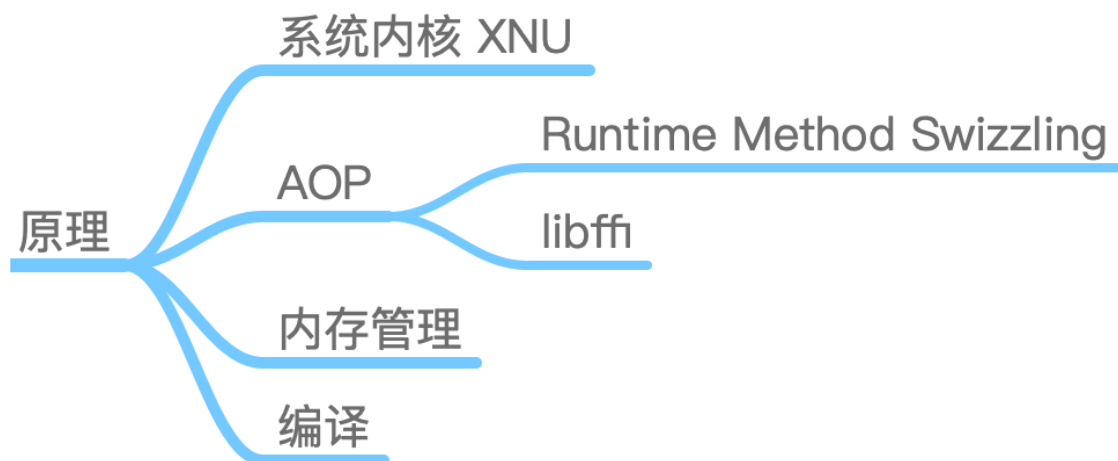 原理
系统内核 XNU
AOP
Runtime Method Swizzling
libffi
内存管理
编译